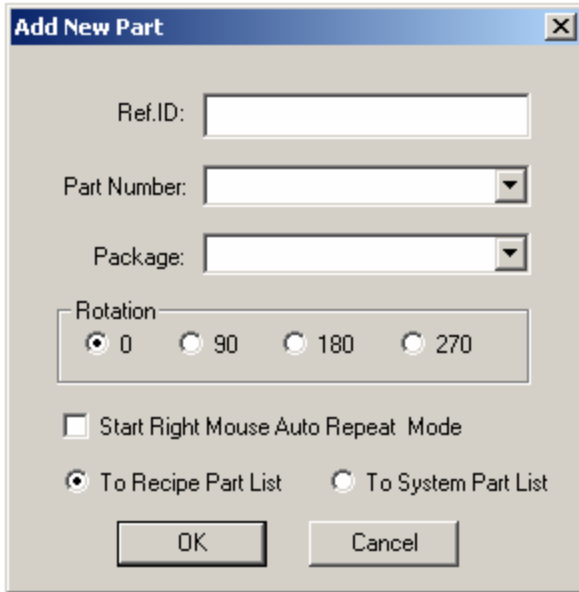 Add New Part
Ref.ID:
Part Number:
Package:
Rotation
0 90 180 270
Start Right Mouse Auto Repeat Mode
To Recipe Part List To System Part List
OK Cancel